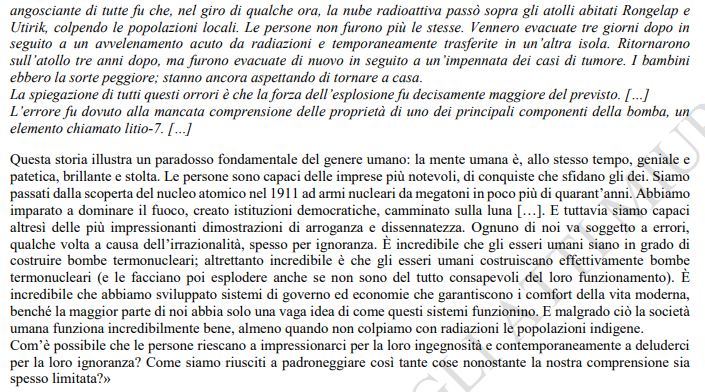 angosciante di tutte fu che, nel giro di qualche ora, la nube radioattiva passò sopra gli atolli abitati Rongelap e
Utirik, colpendo le popolazioni locali. Le persone non furono più le stesse. Vennero evacuate tre giorni dopo in
seguito a un avvelenamento acuto da radiazioni e temporaneamente trasferite in un'altra isola. Ritornarono
sull'atollo tre anni dopo, ma furono evacuate di nuovo in seguito a un'impennata dei casi di tumore. I bambini
ebbero la sorte peggiore; stanno ancora aspettando di tornare a casa.
La spiegazione di tutti questi orrori è che la forza dell'esplosione fu decisamente maggiore del previsto. […]
L'errore fu dovuto alla mancata comprensione delle proprietà di uno dei principali componenti della bomba, un
elemento chiamato litio-7. […]
Questa storia illustra un paradosso fondamentale del genere umano: la mente umana è, allo stesso tempo, geniale e
patetica, brillante e stolta. Le persone sono capaci delle imprese più notevoli, di conquiste che sfidano gli dei. Siamo
passati dalla scoperta del nucleo atomico nel 1911 ad armi nucleari da megatoni in poco più di quarant'anni. Abbiamo
imparato a dominare il fuoco, creato istituzioni democratiche, camminato sulla luna […]. E tuttavia siamo capaci
altresì delle più impressionanti dimostrazioni di arroganza e dissennatezza. Ognuno di noi va soggetto a errori,
qualche volta a causa dell'irrazionalità, spesso per ignoranza. È incredibile che gli esseri umani siano in grado di
costruire bombe termonucleari; altrettanto incredibile è che gli esseri umani costruiscano effettivamente bombe
termonucleari (e le facciano poi esplodere anche se non sono del tutto consapevoli del loro funzionamento). È
incredibile che abbiamo sviluppato sistemi di governo ed economie che garantiscono i comfort della vita moderna,
benché la maggior parte di noi abbia solo una vaga idea di come questi sistemi funzionino. E malgrado ciò la società
umana funziona incredibilmente bene, almeno quando non colpiamo con radiazioni le popolazioni indigene.
Com'è possibile che le persone riescano a impressionarci per la loro ingegnosità e contemporaneamente a deluderci
per la loro ignoranza? Come siamo riusciti a padroneggiare così tante cose nonostante la nostra comprensione sia
spesso limitata?»
GLI ATTI MIUR